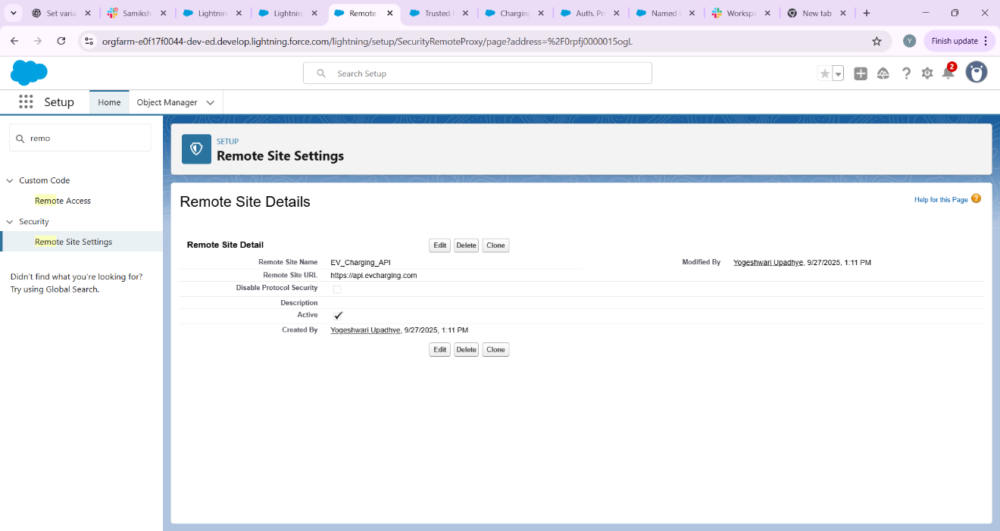 Set varia
Samiksh
Lightnin
Lightnin
Remote
Trusted
Charging
Auth. Pr
Named
Workspa
New tab
orgfarm-e0f17f0044-dev-ed.develop.lightning.force.com/lightning/setup/SecurityRemoteProxy/page?address=%2F0rpfj0000015ogL
Y
Finish update
Search Setup
2
Setup
Home
Object Manager
remo
Custom Code
Remote Access
Security
Remote Site Settings
Didn't find what you're looking for?
Try using Global Search.
SETUP
Remote Site Settings
Remote Site Details
Help for this Page ?
Remote Site Detail
Edit Delete Clone
Remote Site Name EV_Charging_API Modified By Yogeshwari Upadhye, 9/27/2025, 1:11 PM
Remote Site URL https://api.evcharging.com
Disable Protocol Security
Description
Active ✓
Created By Yogeshwari Upadhye, 9/27/2025, 1:11 PM
Edit Delete Clone